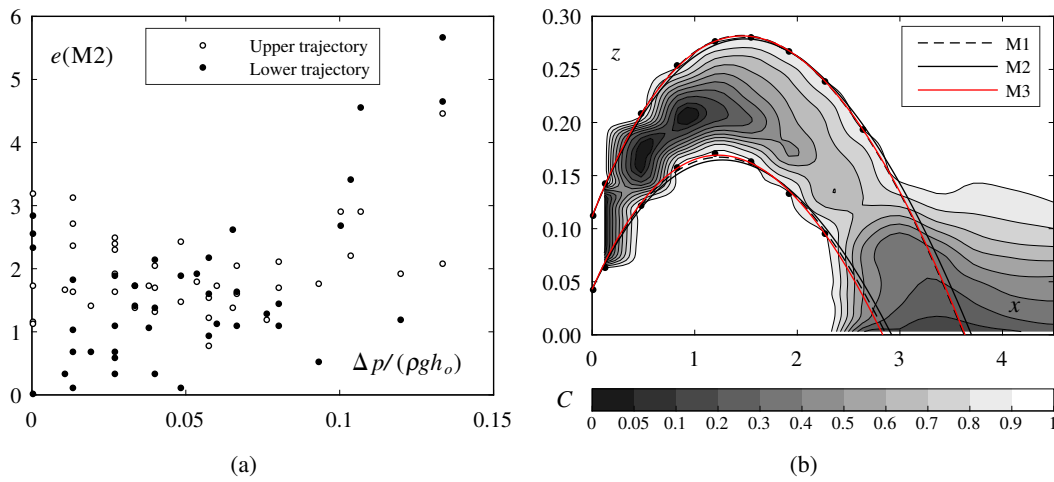 6
5
4
3
2
1
0
e(M2)
Upper trajectory
Lower trajectory
Δp/(ρgh_o)
0 0.05 0.10 0.15
(a)
0.30
0.25
0.20
0.15
0.10
0.05
0.00
z
M1
M2
M3
x
0 1 2 3 4
C
0 0.05 0.1 0.2 0.3 0.4 0.5 0.6 0.7 0.8 0.9 1
(b)